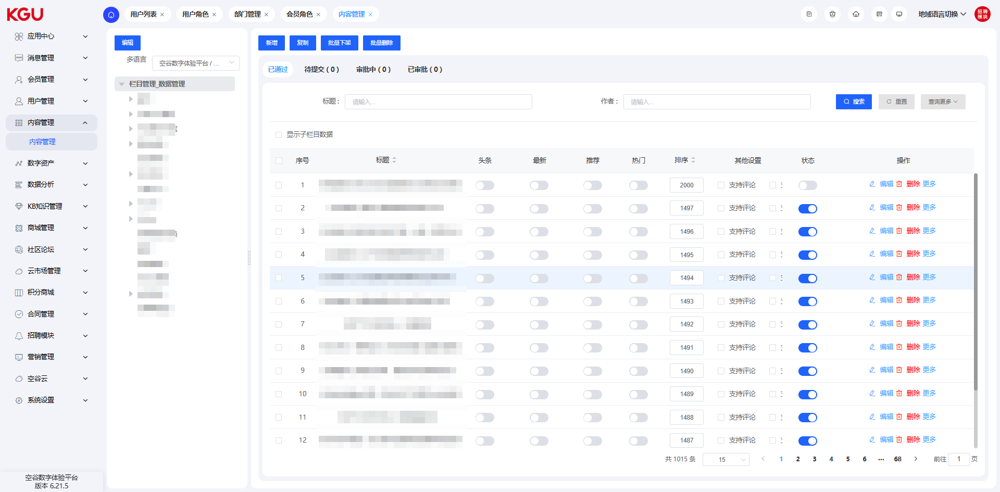 KGU
用户列表 ×
用户角色 ×
部门管理 ×
会员角色 ×
内容管理 ×
地域语言切换
招聘
模块
应用中心
消息管理
会员管理
用户管理
内容管理
内容管理
数字资产
数据分析
KB知识管理
商城管理
社区论坛
云市场管理
积分商城
合同管理
招聘模块
营销管理
空谷云
系统设置
空谷数字体验平台
版本 6.21.5
编辑
多语言
空谷数字体验平台 / ...
栏目管理_数据管理
新增 复制 批量下架 批量删除
已通过 待提交 ( 0 ) 审批中 ( 0 ) 已审批 ( 0 )
标题： 请输入... 作者： 请输入... 搜索 重置 查询更多
显示子栏目数据
序号 标题 头条 最新 推荐 热门 排序 其他设置 状态 操作
1 2000 支持评论 编辑 删除 更多
2 1497 支持评论 编辑 删除 更多
3 1496 支持评论 编辑 删除 更多
4 1495 支持评论 编辑 删除 更多
5 1494 支持评论 编辑 删除 更多
6 1493 支持评论 编辑 删除 更多
7 1492 支持评论 编辑 删除 更多
8 1491 支持评论 编辑 删除 更多
9 1490 支持评论 编辑 删除 更多
10 1489 支持评论 编辑 删除 更多
11 1488 支持评论 编辑 删除 更多
12 1487 支持评论 编辑 删除 更多
共 1015 条 15 1 2 3 4 5 6 ... 68 前往 1 页